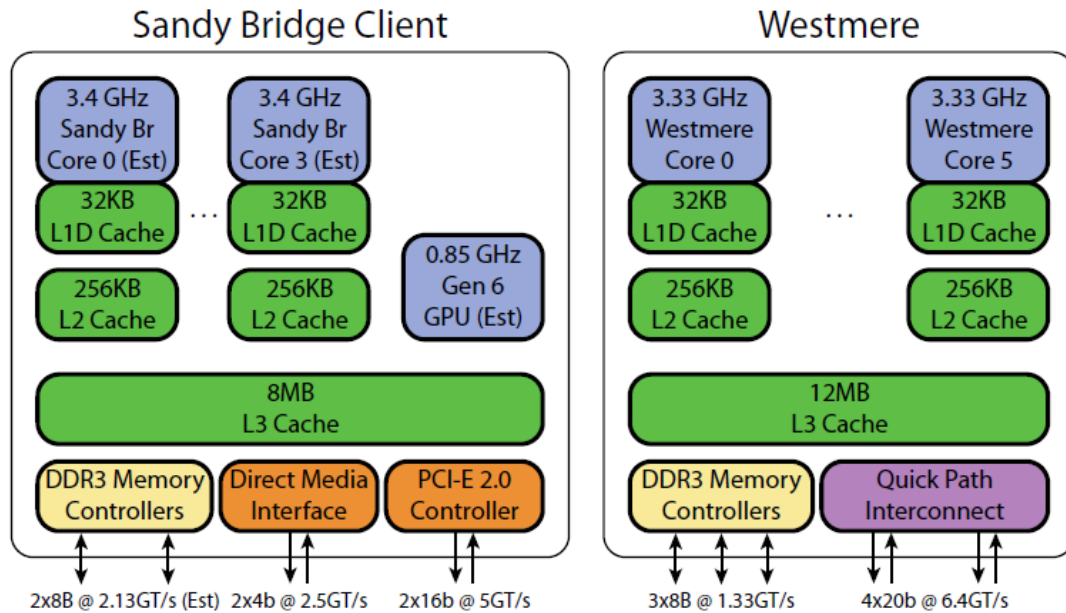 Sandy Bridge Client
3.4 GHz
Sandy Br
Core 0 (Est)
32KB
L1D Cache
256KB
L2 Cache
...
3.4 GHz
Sandy Br
Core 3 (Est)
32KB
L1D Cache
256KB
L2 Cache
0.85 GHz
Gen 6
GPU (Est)
8MB
L3 Cache
DDR3 Memory
Controllers
Direct Media
Interface
PCI-E 2.0
Controller
2x8B @ 2.13GT/s (Est)
2x4b @ 2.5GT/s
2x16b @ 5GT/s
Westmere
3.33 GHz
Westmere
Core 0
32KB
L1D Cache
256KB
L2 Cache
...
3.33 GHz
Westmere
Core 5
32KB
L1D Cache
256KB
L2 Cache
12MB
L3 Cache
DDR3 Memory
Controllers
Quick Path
Interconnect
3x8B @ 1.33GT/s
4x20b @ 6.4GT/s